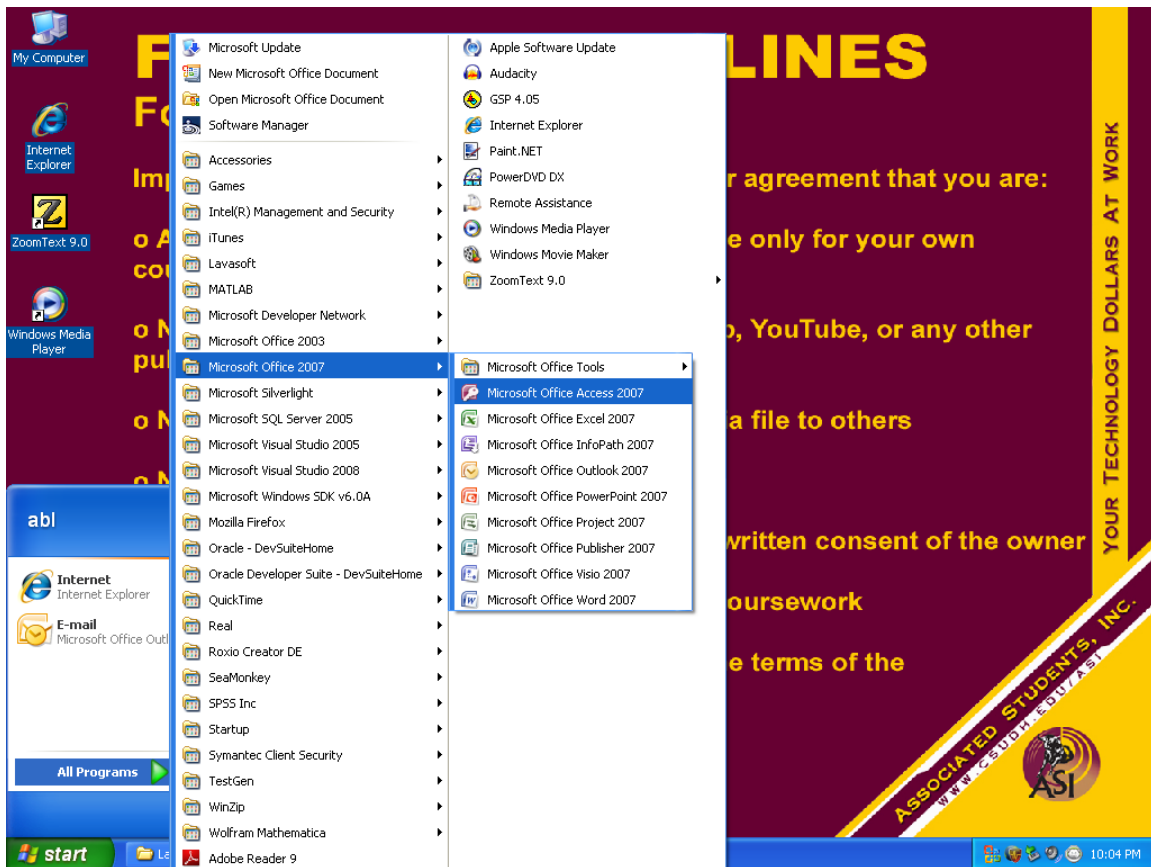 My Computer
Internet
Explorer
ZoomText 9.0
Windows Media
Player
LINES
r agreement that you are:
e only for your own
, YouTube, or any other
a file to others
written consent of the owner
oursework
e terms of the
YOUR TECHNOLOGY DOLLARS AT WORK
ASSOCIATED STUDENTS, INC.
WWW.CSUDH.EDU/ASI
ASI
Microsoft Update
New Microsoft Office Document
Open Microsoft Office Document
Software Manager
Accessories
Games
Intel(R) Management and Security
iTunes
Lavasoft
MATLAB
Microsoft Developer Network
Microsoft Office 2003
Microsoft Office 2007
Microsoft Silverlight
Microsoft SQL Server 2005
Microsoft Visual Studio 2005
Microsoft Visual Studio 2008
Microsoft Windows SDK v6.0A
Mozilla Firefox
Oracle - DevSuiteHome
Oracle Developer Suite - DevSuiteHome
QuickTime
Real
Roxio Creator DE
SeaMonkey
SPSS Inc
Startup
Symantec Client Security
TestGen
WinZip
Wolfram Mathematica
Adobe Reader 9
Apple Software Update
Audacity
GSP 4.05
Internet Explorer
Paint.NET
PowerDVD DX
Remote Assistance
Windows Media Player
Windows Movie Maker
ZoomText 9.0
Microsoft Office Tools
Microsoft Office Access 2007
Microsoft Office Excel 2007
Microsoft Office InfoPath 2007
Microsoft Office Outlook 2007
Microsoft Office PowerPoint 2007
Microsoft Office Project 2007
Microsoft Office Publisher 2007
Microsoft Office Visio 2007
Microsoft Office Word 2007
abl
Internet
Internet Explorer
E-mail
Microsoft Office Outl
All Programs
start
10:04 PM